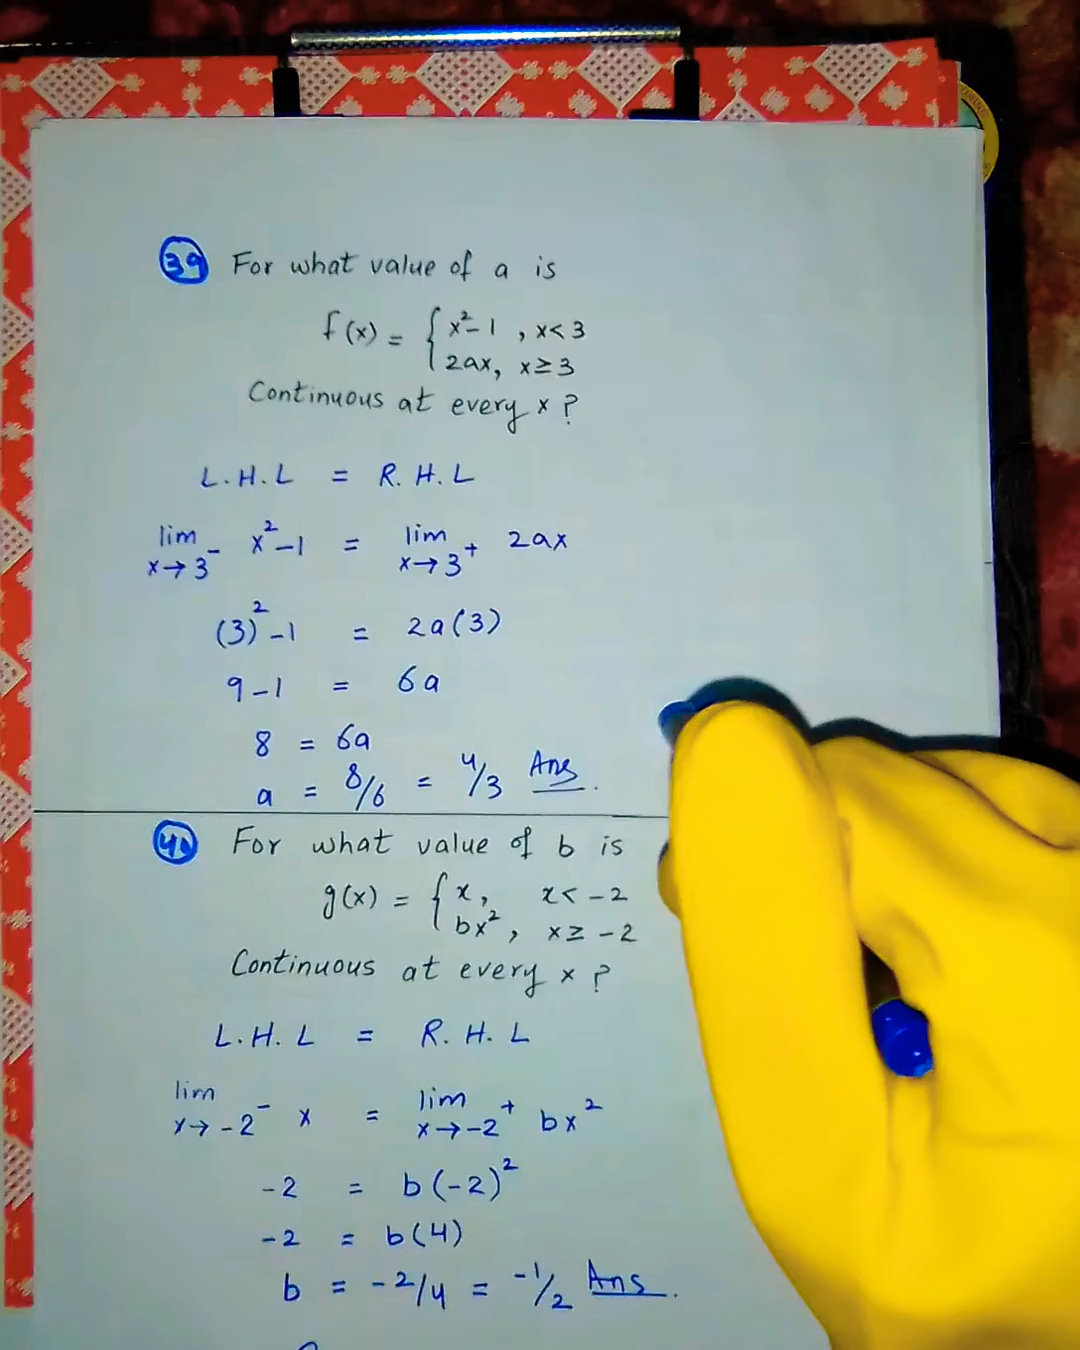 39 For what value of a is
f(x) = { x²-1 , x<3
2ax, x≥3
Continuous at every x ?
L.H.L = R.H.L
lim x→3⁻ x²-1 = lim x→3⁺ 2ax
(3)²-1 = 2a(3)
9-1 = 6a
8 = 6a
a = 8/6 = 4/3 Ans.
40 For what value of b is
g(x) = { x, x<-2
bx², x≥-2
Continuous at every x ?
L.H.L = R.H.L
lim x→-2⁻ x = lim x→-2⁺ bx²
-2 = b(-2)²
-2 = b(4)
b = -2/4 = -1/2 Ans.